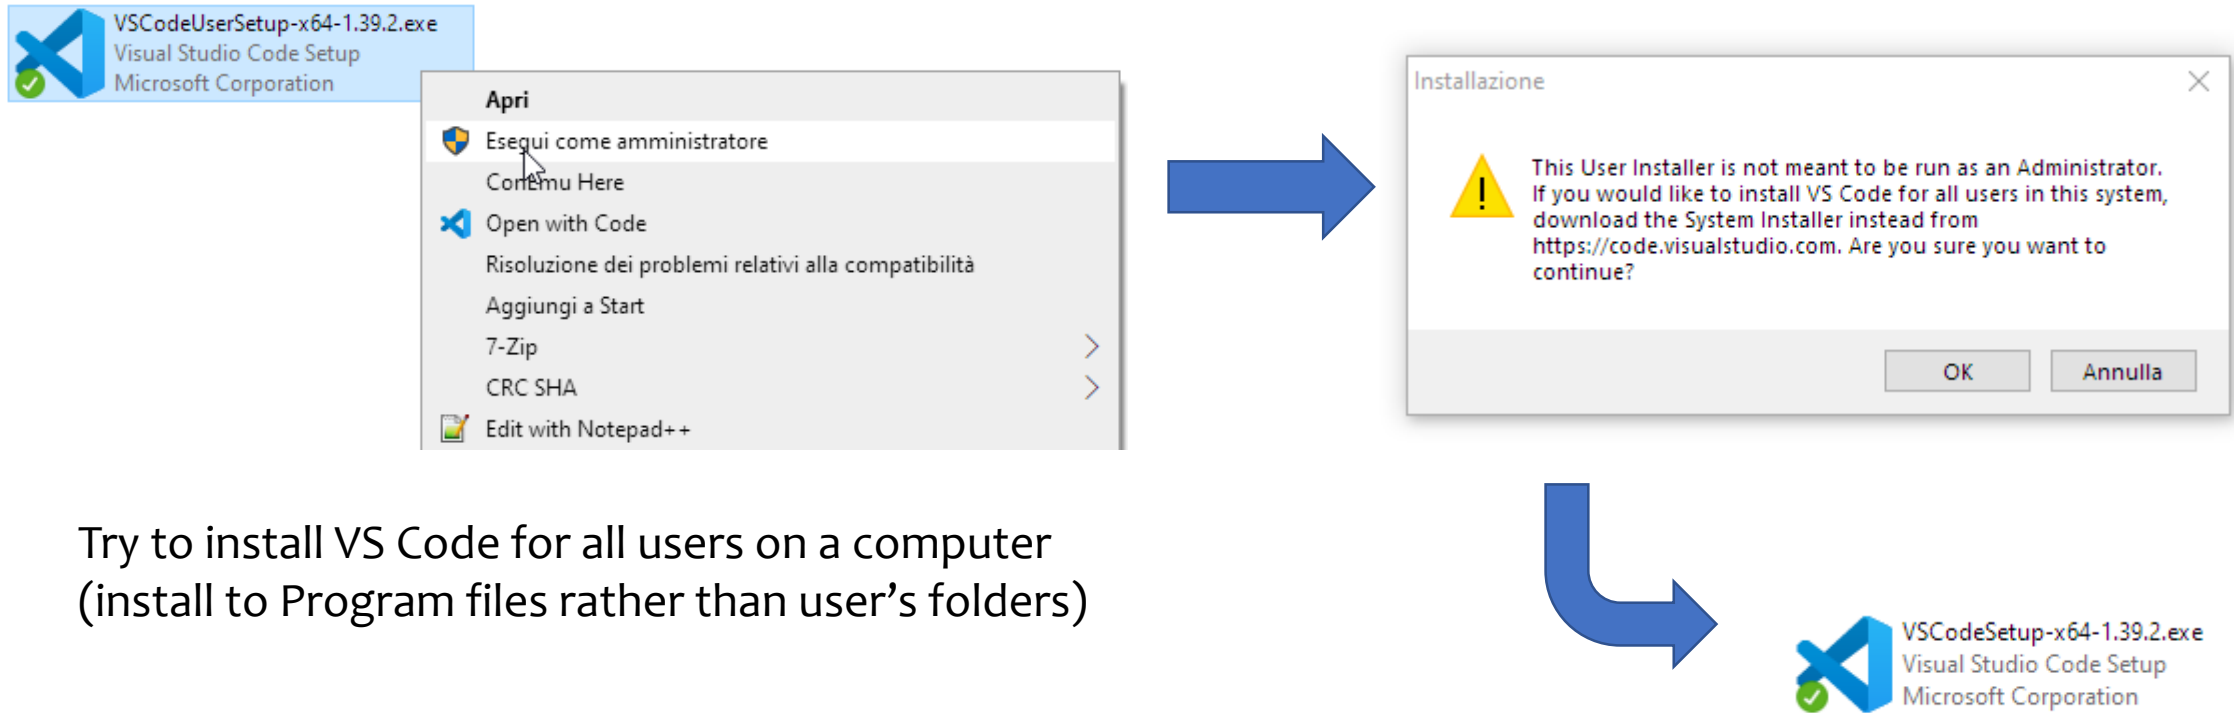 VSCodeUserSetup-x64-1.39.2.exe
Visual Studio Code Setup
Microsoft Corporation
Apri
Esegui come amministratore
ConEmu Here
Open with Code
Risoluzione dei problemi relativi alla compatibilità
Aggiungi a Start
7-Zip
CRC SHA
Edit with Notepad++
Installazione
This User Installer is not meant to be run as an Administrator.
If you would like to install VS Code for all users in this system,
download the System Installer instead from
https://code.visualstudio.com. Are you sure you want to
continue?
OK
Annulla
Try to install VS Code for all users on a computer
(install to Program files rather than user’s folders)
VSCodeSetup-x64-1.39.2.exe
Visual Studio Code Setup
Microsoft Corporation